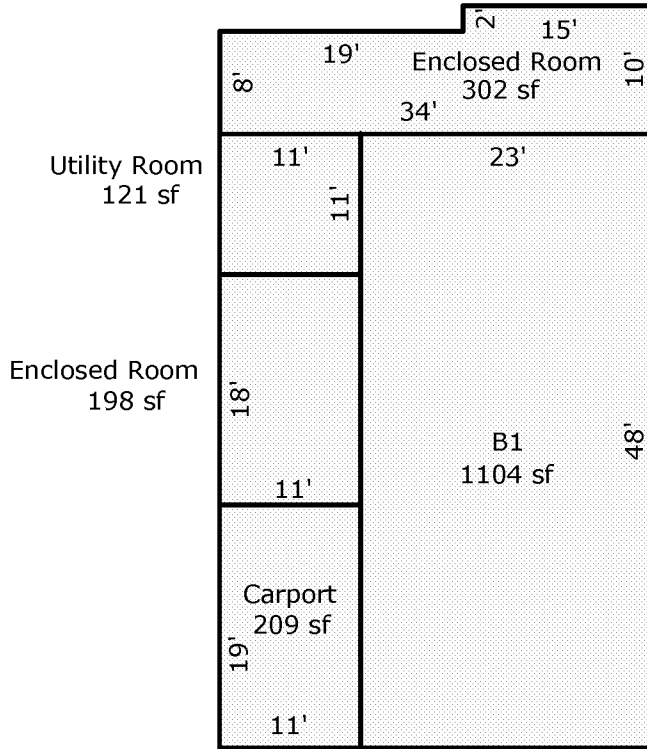 2'
15'
19'
Enclosed Room
302 sf
10'
8'
34'
Utility Room
121 sf
11'
11'
23'
Enclosed Room
198 sf
18'
11'
B1
1104 sf
48'
Carport
209 sf
19'
11'